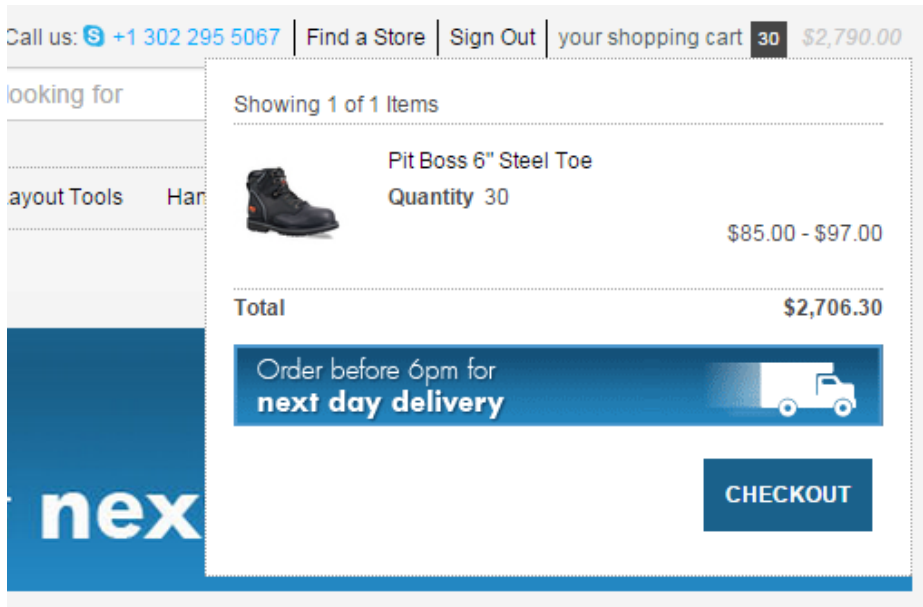 Call us: +1 302 295 5067 Find a Store Sign Out your shopping cart 30 $2,790.00
looking for
Showing 1 of 1 Items
Pit Boss 6" Steel Toe
Quantity 30
ayout Tools Han
$85.00 - $97.00
Total $2,706.30
Order before 6pm for
next day delivery
CHECKOUT
nex